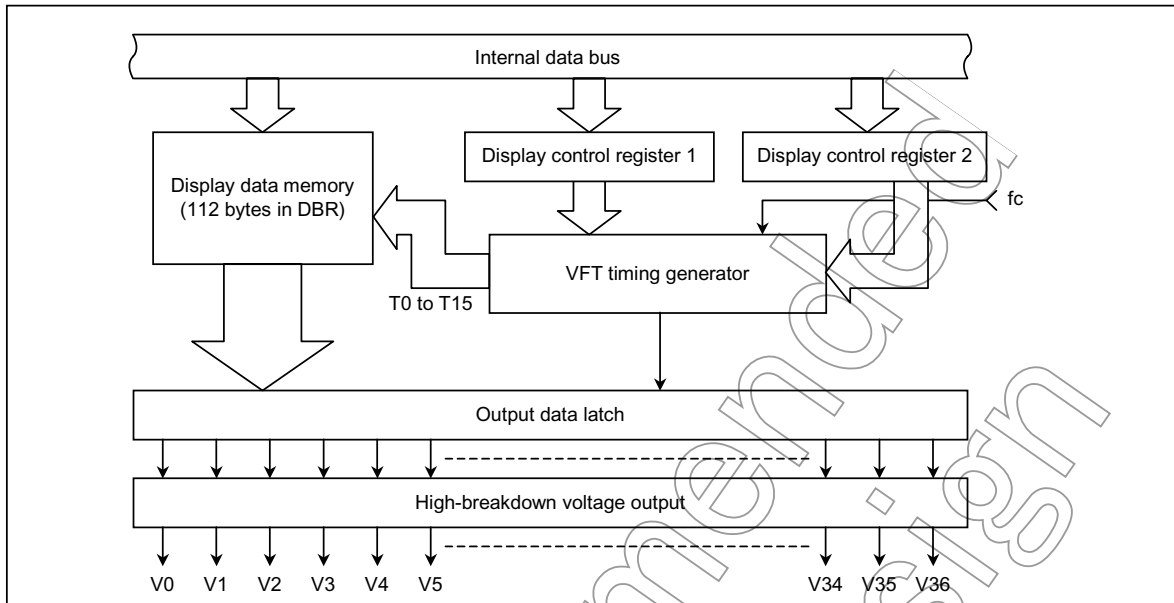 Internal data bus
Display data memory
(112 bytes in DBR)
Display control register 1
Display control register 2
fc
VFT timing generator
T0 to T15
Output data latch
High-breakdown voltage output
V0 V1 V2 V3 V4 V5 V34 V35 V36